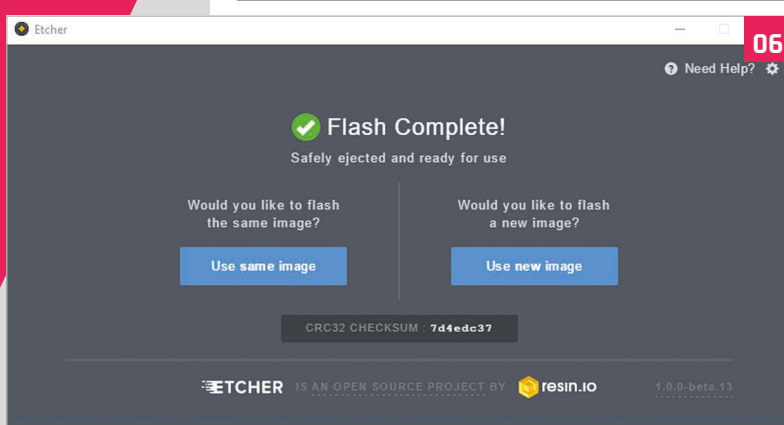 Etcher
06
Need Help?
Flash Complete!
Safely ejected and ready for use
Would you like to flash
the same image?
Use same image
Would you like to flash
a new image?
Use new image
CRC32 CHECKSUM : 7d4edc37
ETCHER IS AN OPEN SOURCE PROJECT BY resin.io 1.0.0-beta.13